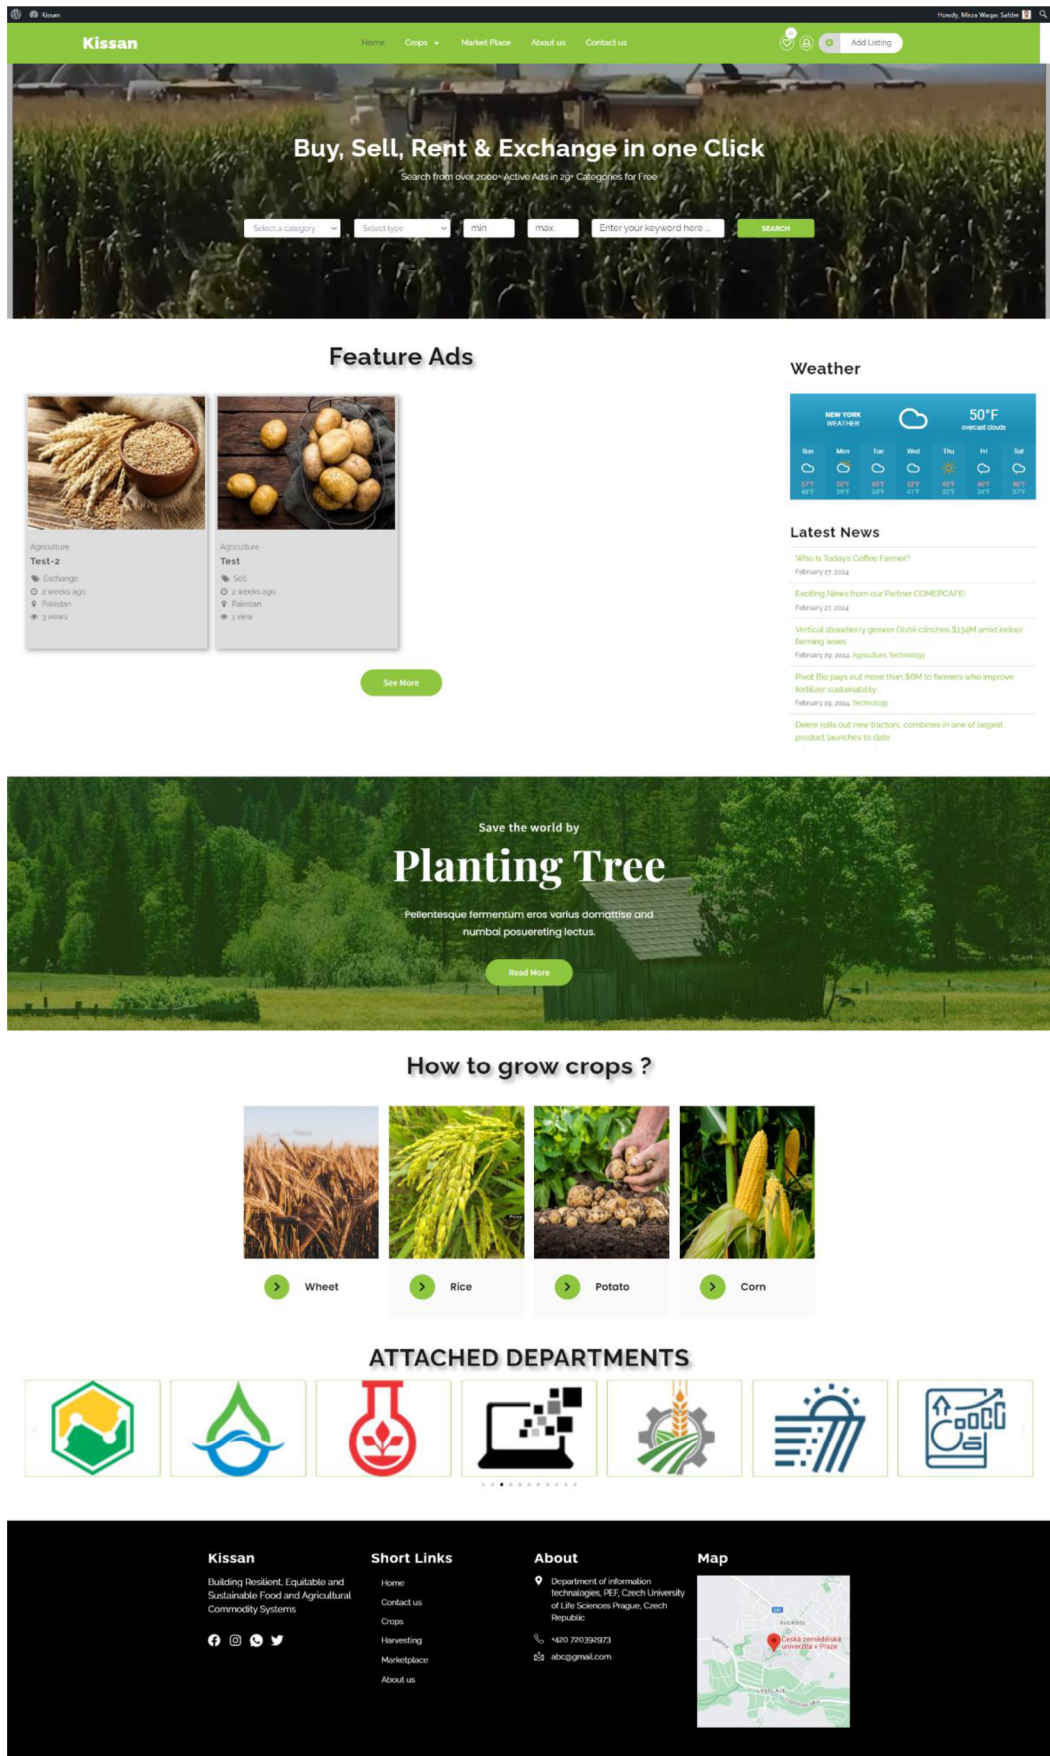 Kissan
Howdy, Mirza Waqas Safder
Kissan
Home Crops Market Place About us Contact us
Add Listing
Buy, Sell, Rent & Exchange in one Click
Search from over 2000+ Active Ads in 29+ Categories for Free
Select a category Select type min max Enter your keyword here ... SEARCH
Feature Ads
Agriculture
Test-2
Exchange
2 weeks ago
Pakistan
3 views
Agriculture
Test
Sell
2 weeks ago
Pakistan
1 view
See More
Weather
NEW YORK
WEATHER
50°F
overcast clouds
Sun Mon Tue Wed Thu Fri Sat
Latest News
Who Is Today's Coffee Farmer?
February 27, 2024
Exciting News from our Partner COMEPCAFE!
February 27, 2024
Vertical strawberry grower Oishii clinches $134M amid indoor
farming woes
February 29, 2024, Agriculture, Technology
Pivot Bio pays out more than $6M to farmers who improve
fertilizer sustainability
February 29, 2024, Technology
Deere rolls out new tractors, combines in one of largest
product launches to date
Save the world by
Planting Tree
Pellentesque fermentum eros varius domattise and
numbai posuereting lectus.
Read More
How to grow crops ?
Wheet
Rice
Potato
Corn
ATTACHED DEPARTMENTS
Kissan
Building Resilient, Equitable and
Sustainable Food and Agricultural
Commodity Systems
Short Links
Home
Contact us
Crops
Harvesting
Marketplace
About us
About
Department of information
technologies, PEF, Czech University
of Life Sciences Prague, Czech
Republic
+420 720392973
abc@gmail.com
Map
SUCHDOL
Česká zemědělská
univerzita v Praze
LYSOLAJE